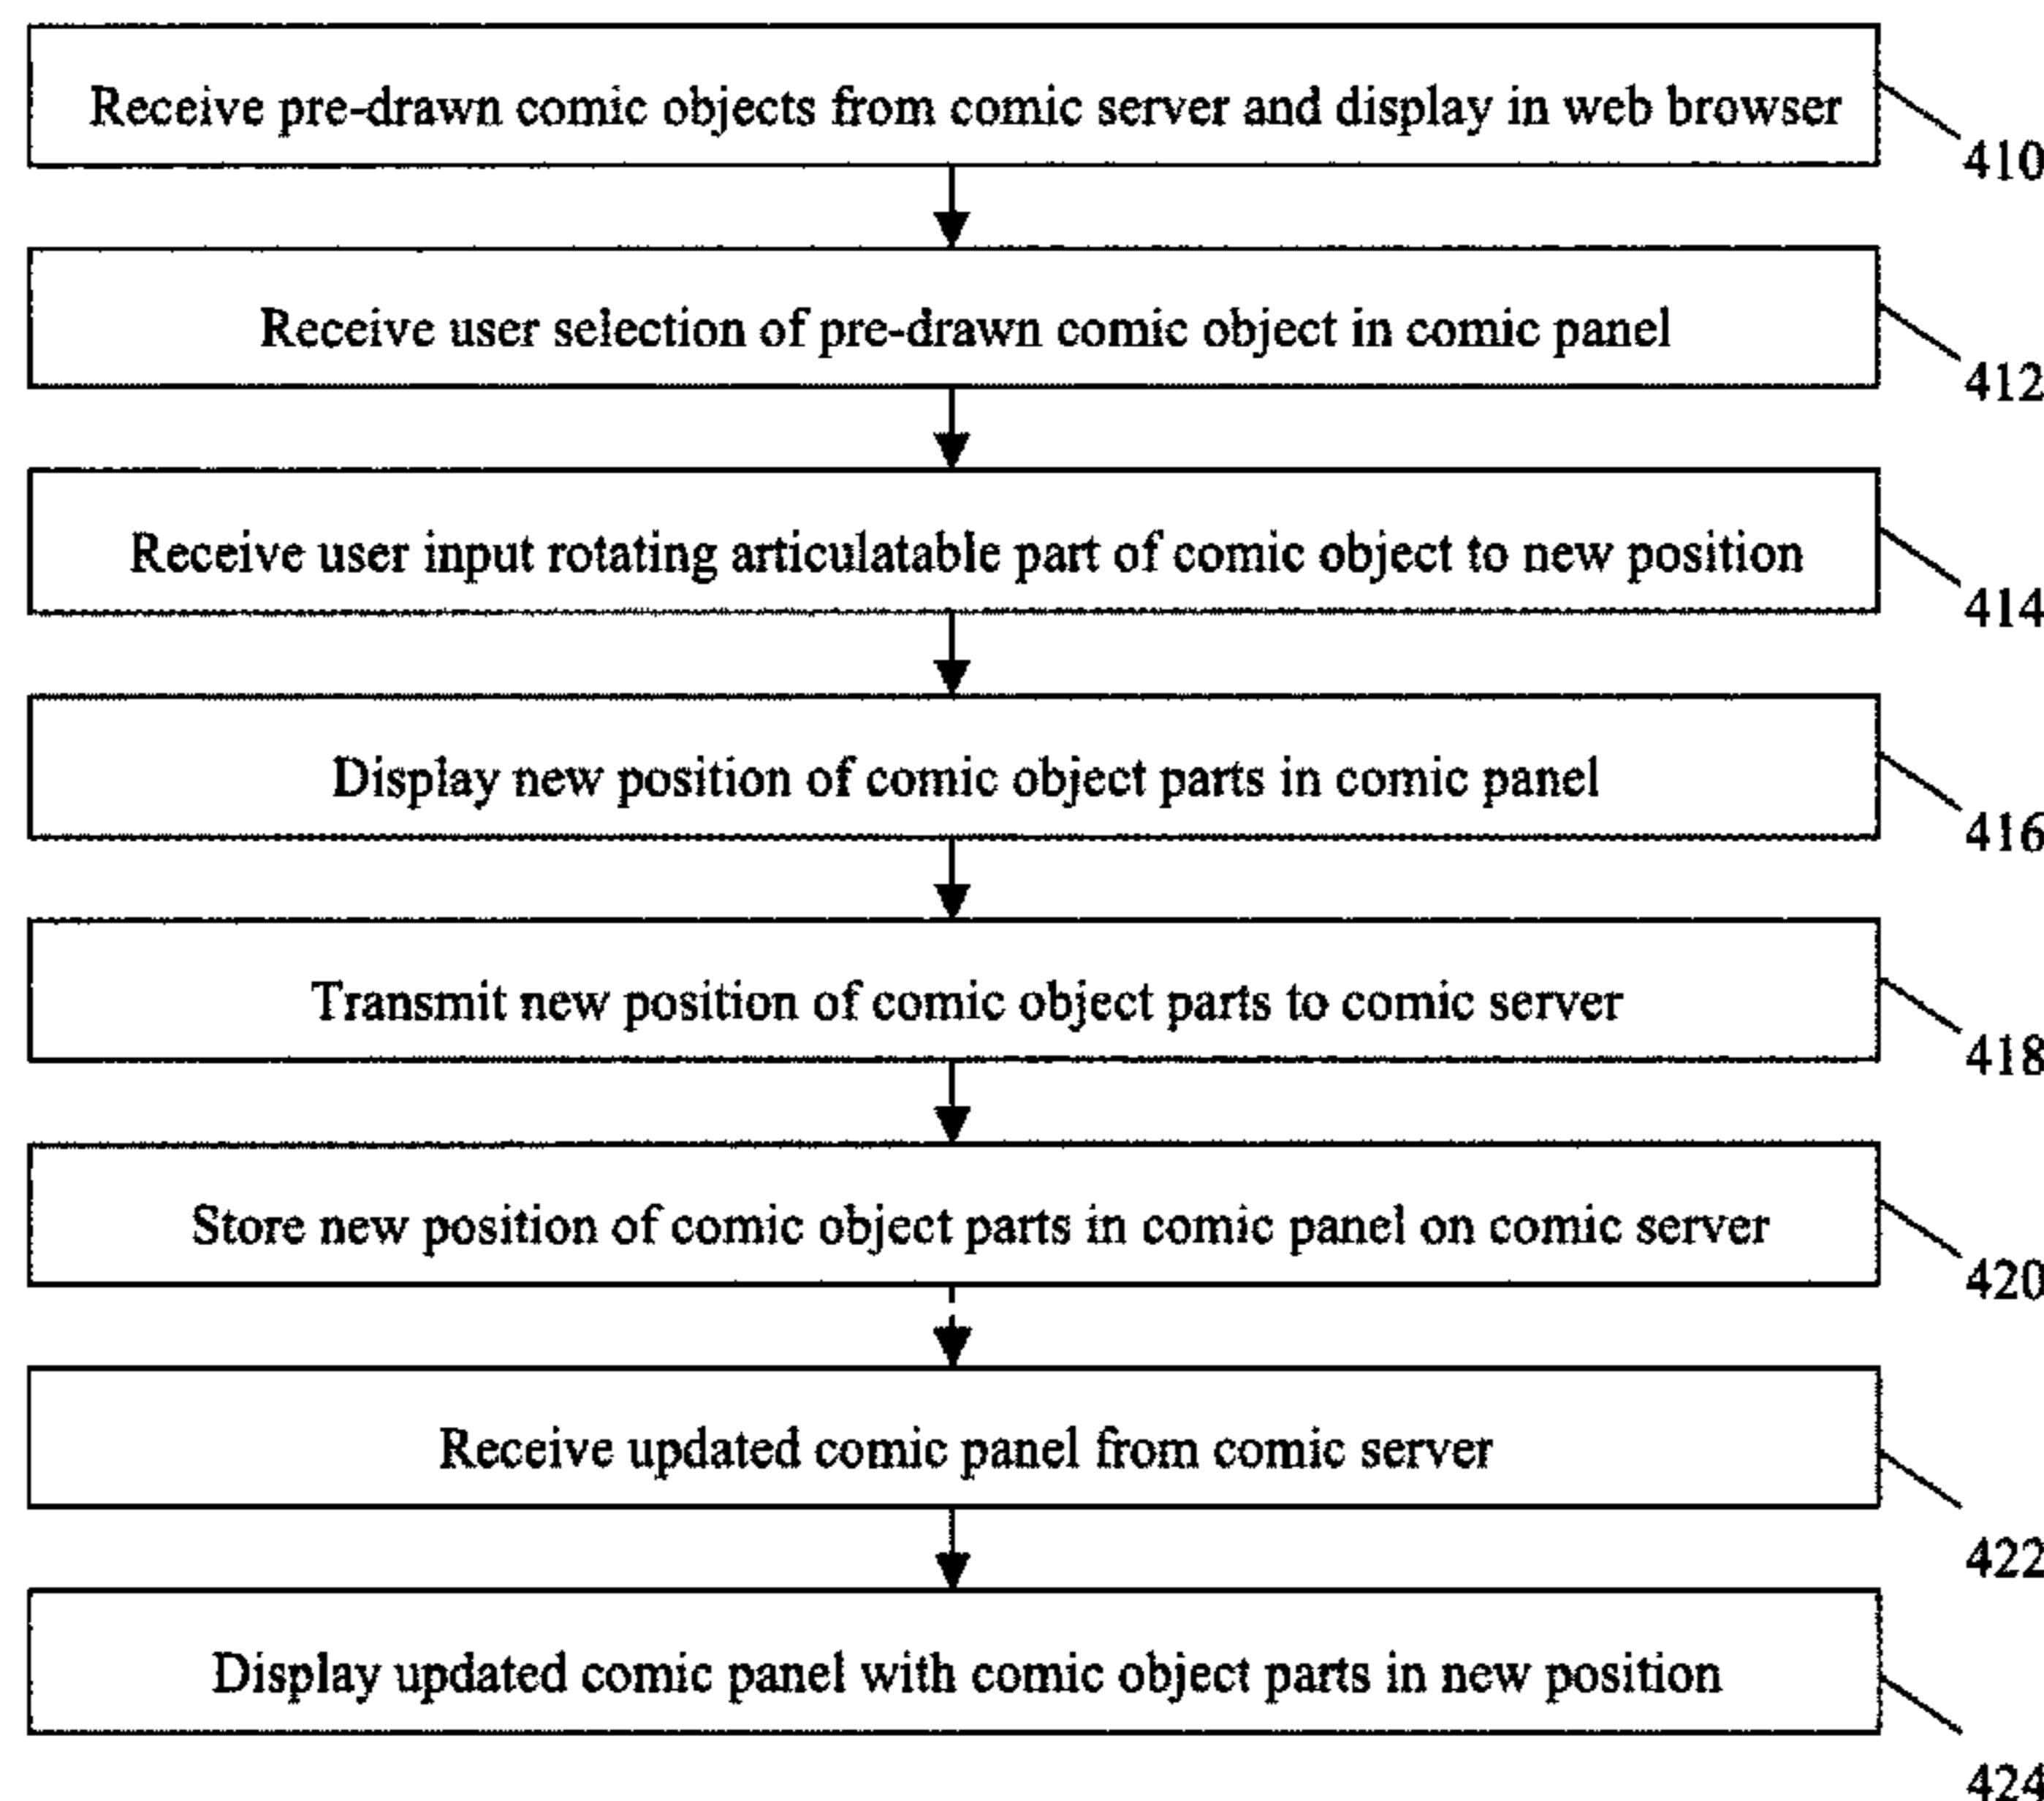 Receive pre-drawn comic objects from comic server and display in web browser
410
Receive user selection of pre-drawn comic object in comic panel
412
Receive user input rotating articulatable part of comic object to new position
414
Display new position of comic object parts in comic panel
416
Transmit new position of comic object parts to comic server
418
Store new position of comic object parts in comic panel on comic server
420
Receive updated comic panel from comic server
422
Display updated comic panel with comic object parts in new position
424